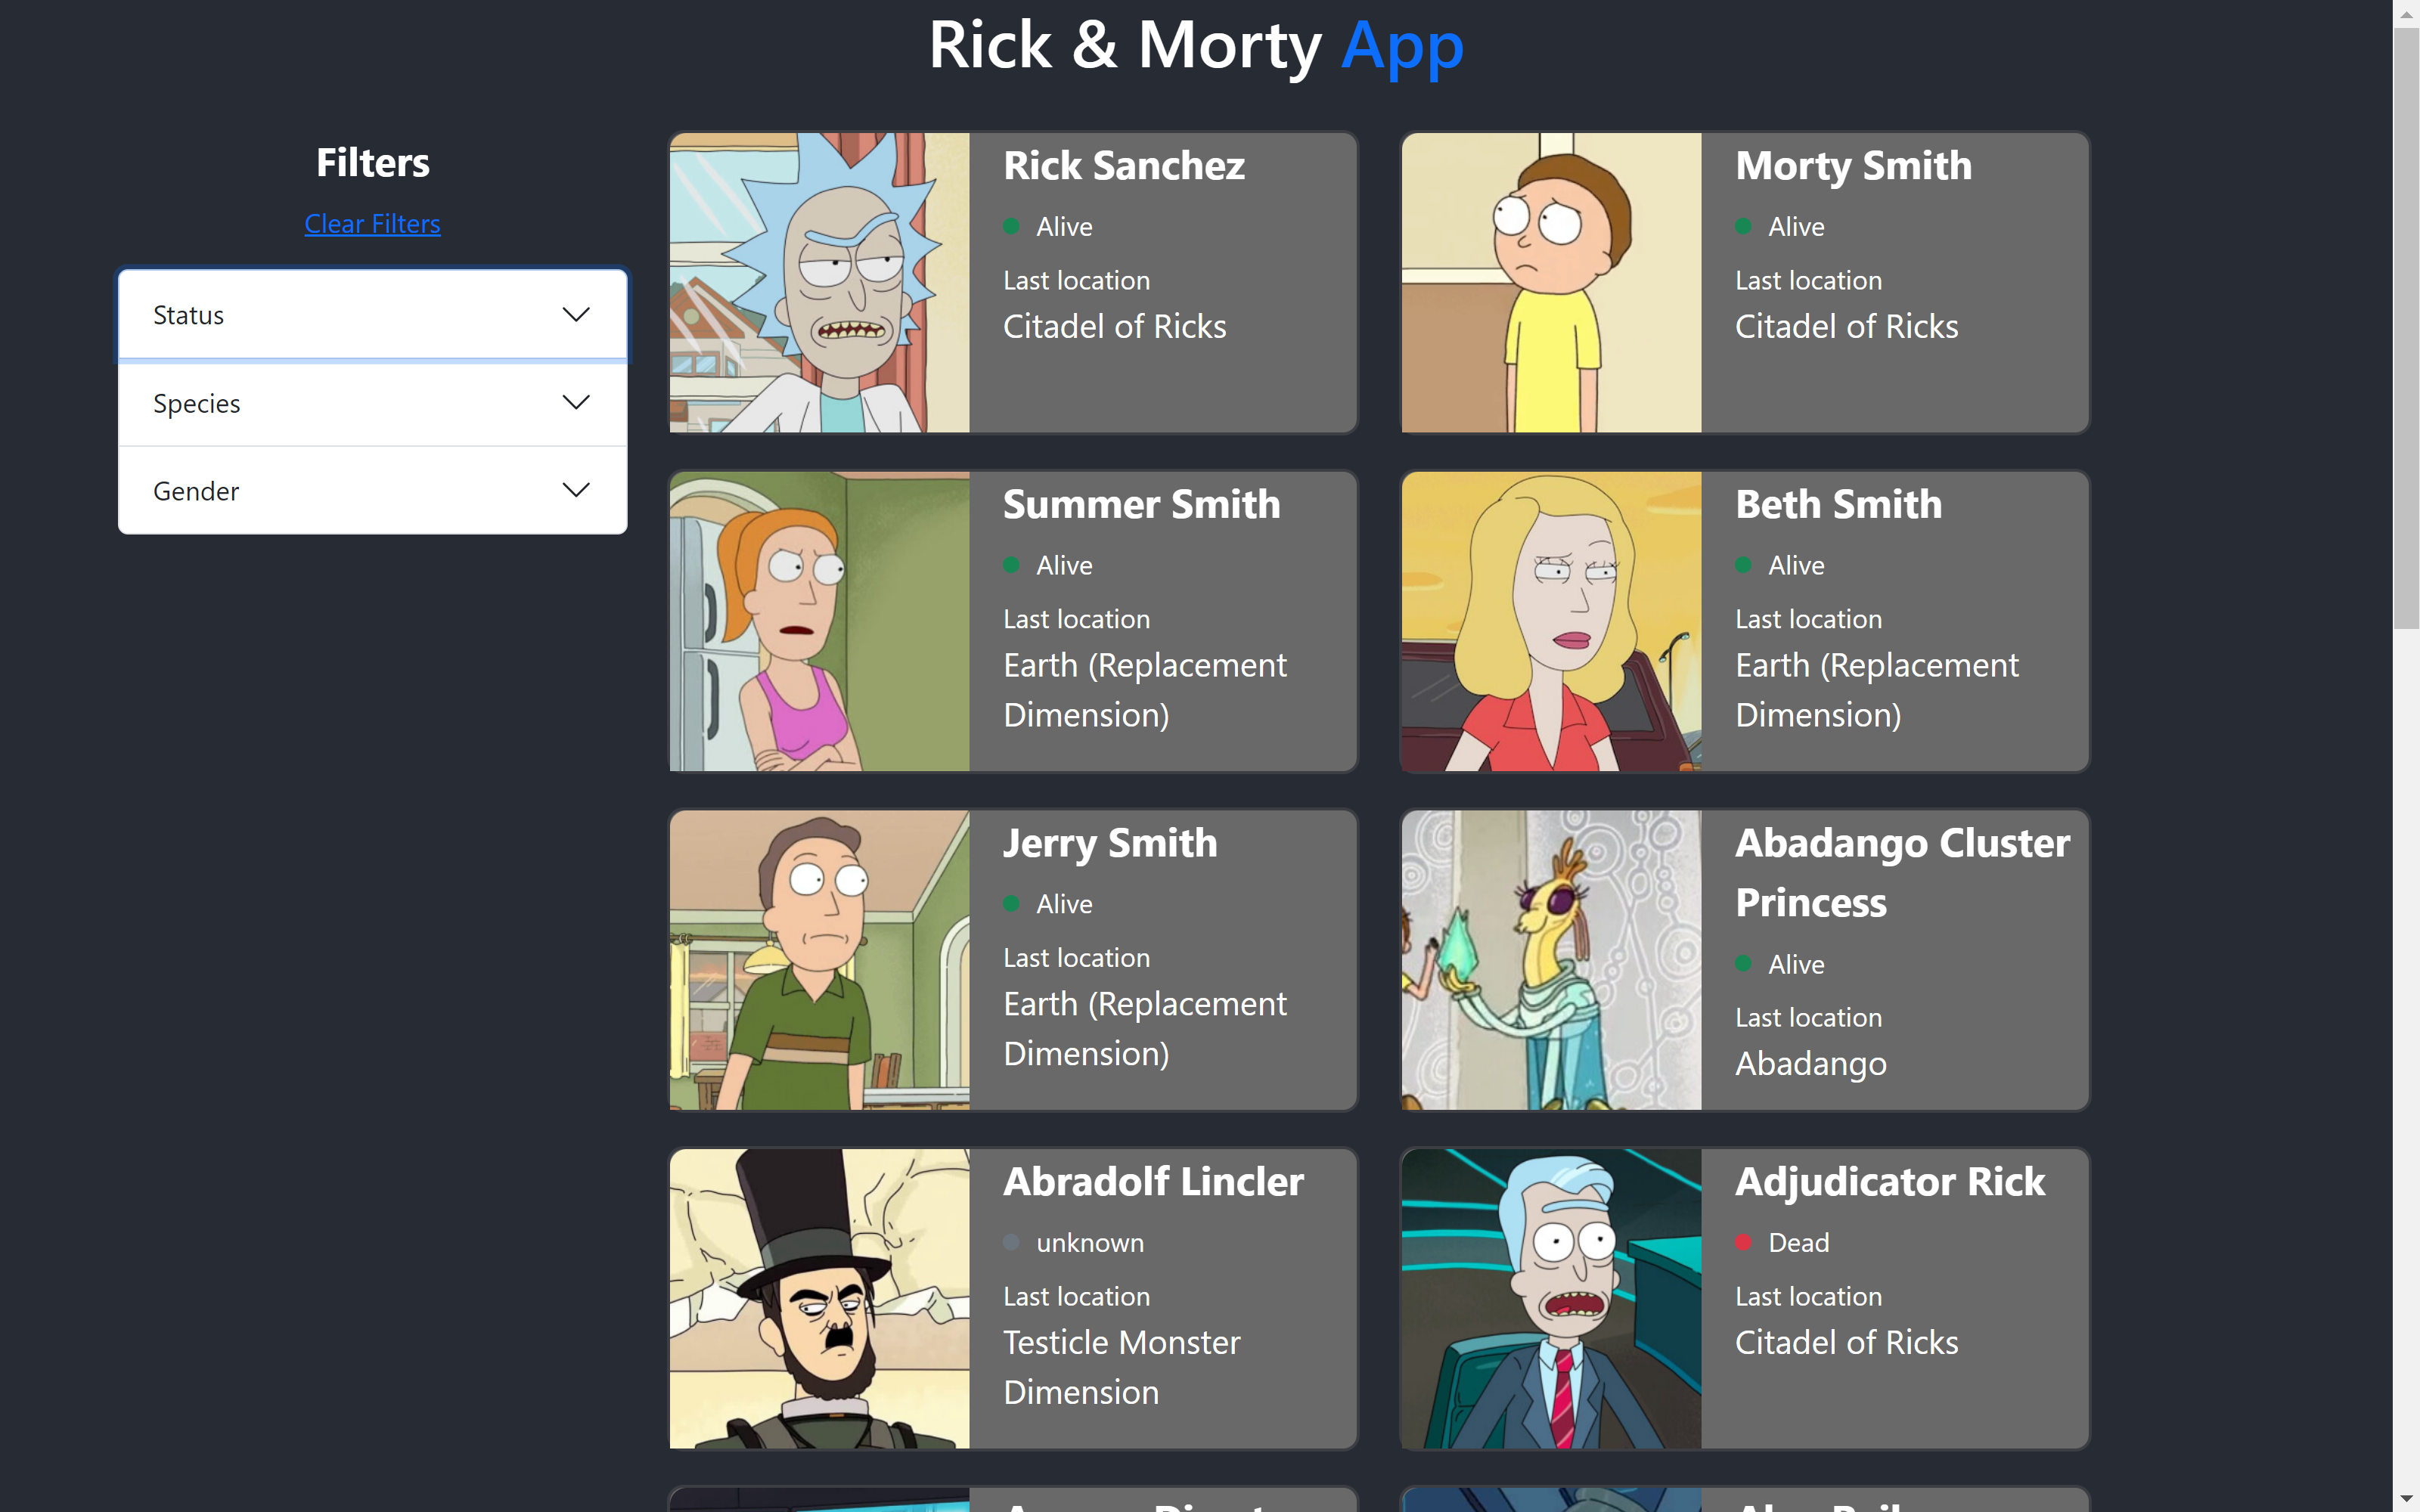 Rick & Morty App
Filters
Clear Filters
Status
Species
Gender
Rick Sanchez
Alive
Last location
Citadel of Ricks
Morty Smith
Alive
Last location
Citadel of Ricks
Summer Smith
Alive
Last location
Earth (Replacement
Dimension)
Beth Smith
Alive
Last location
Earth (Replacement
Dimension)
Jerry Smith
Alive
Last location
Earth (Replacement
Dimension)
Abadango Cluster
Princess
Alive
Last location
Abadango
Abradolf Lincler
unknown
Last location
Testicle Monster
Dimension
Adjudicator Rick
Dead
Last location
Citadel of Ricks